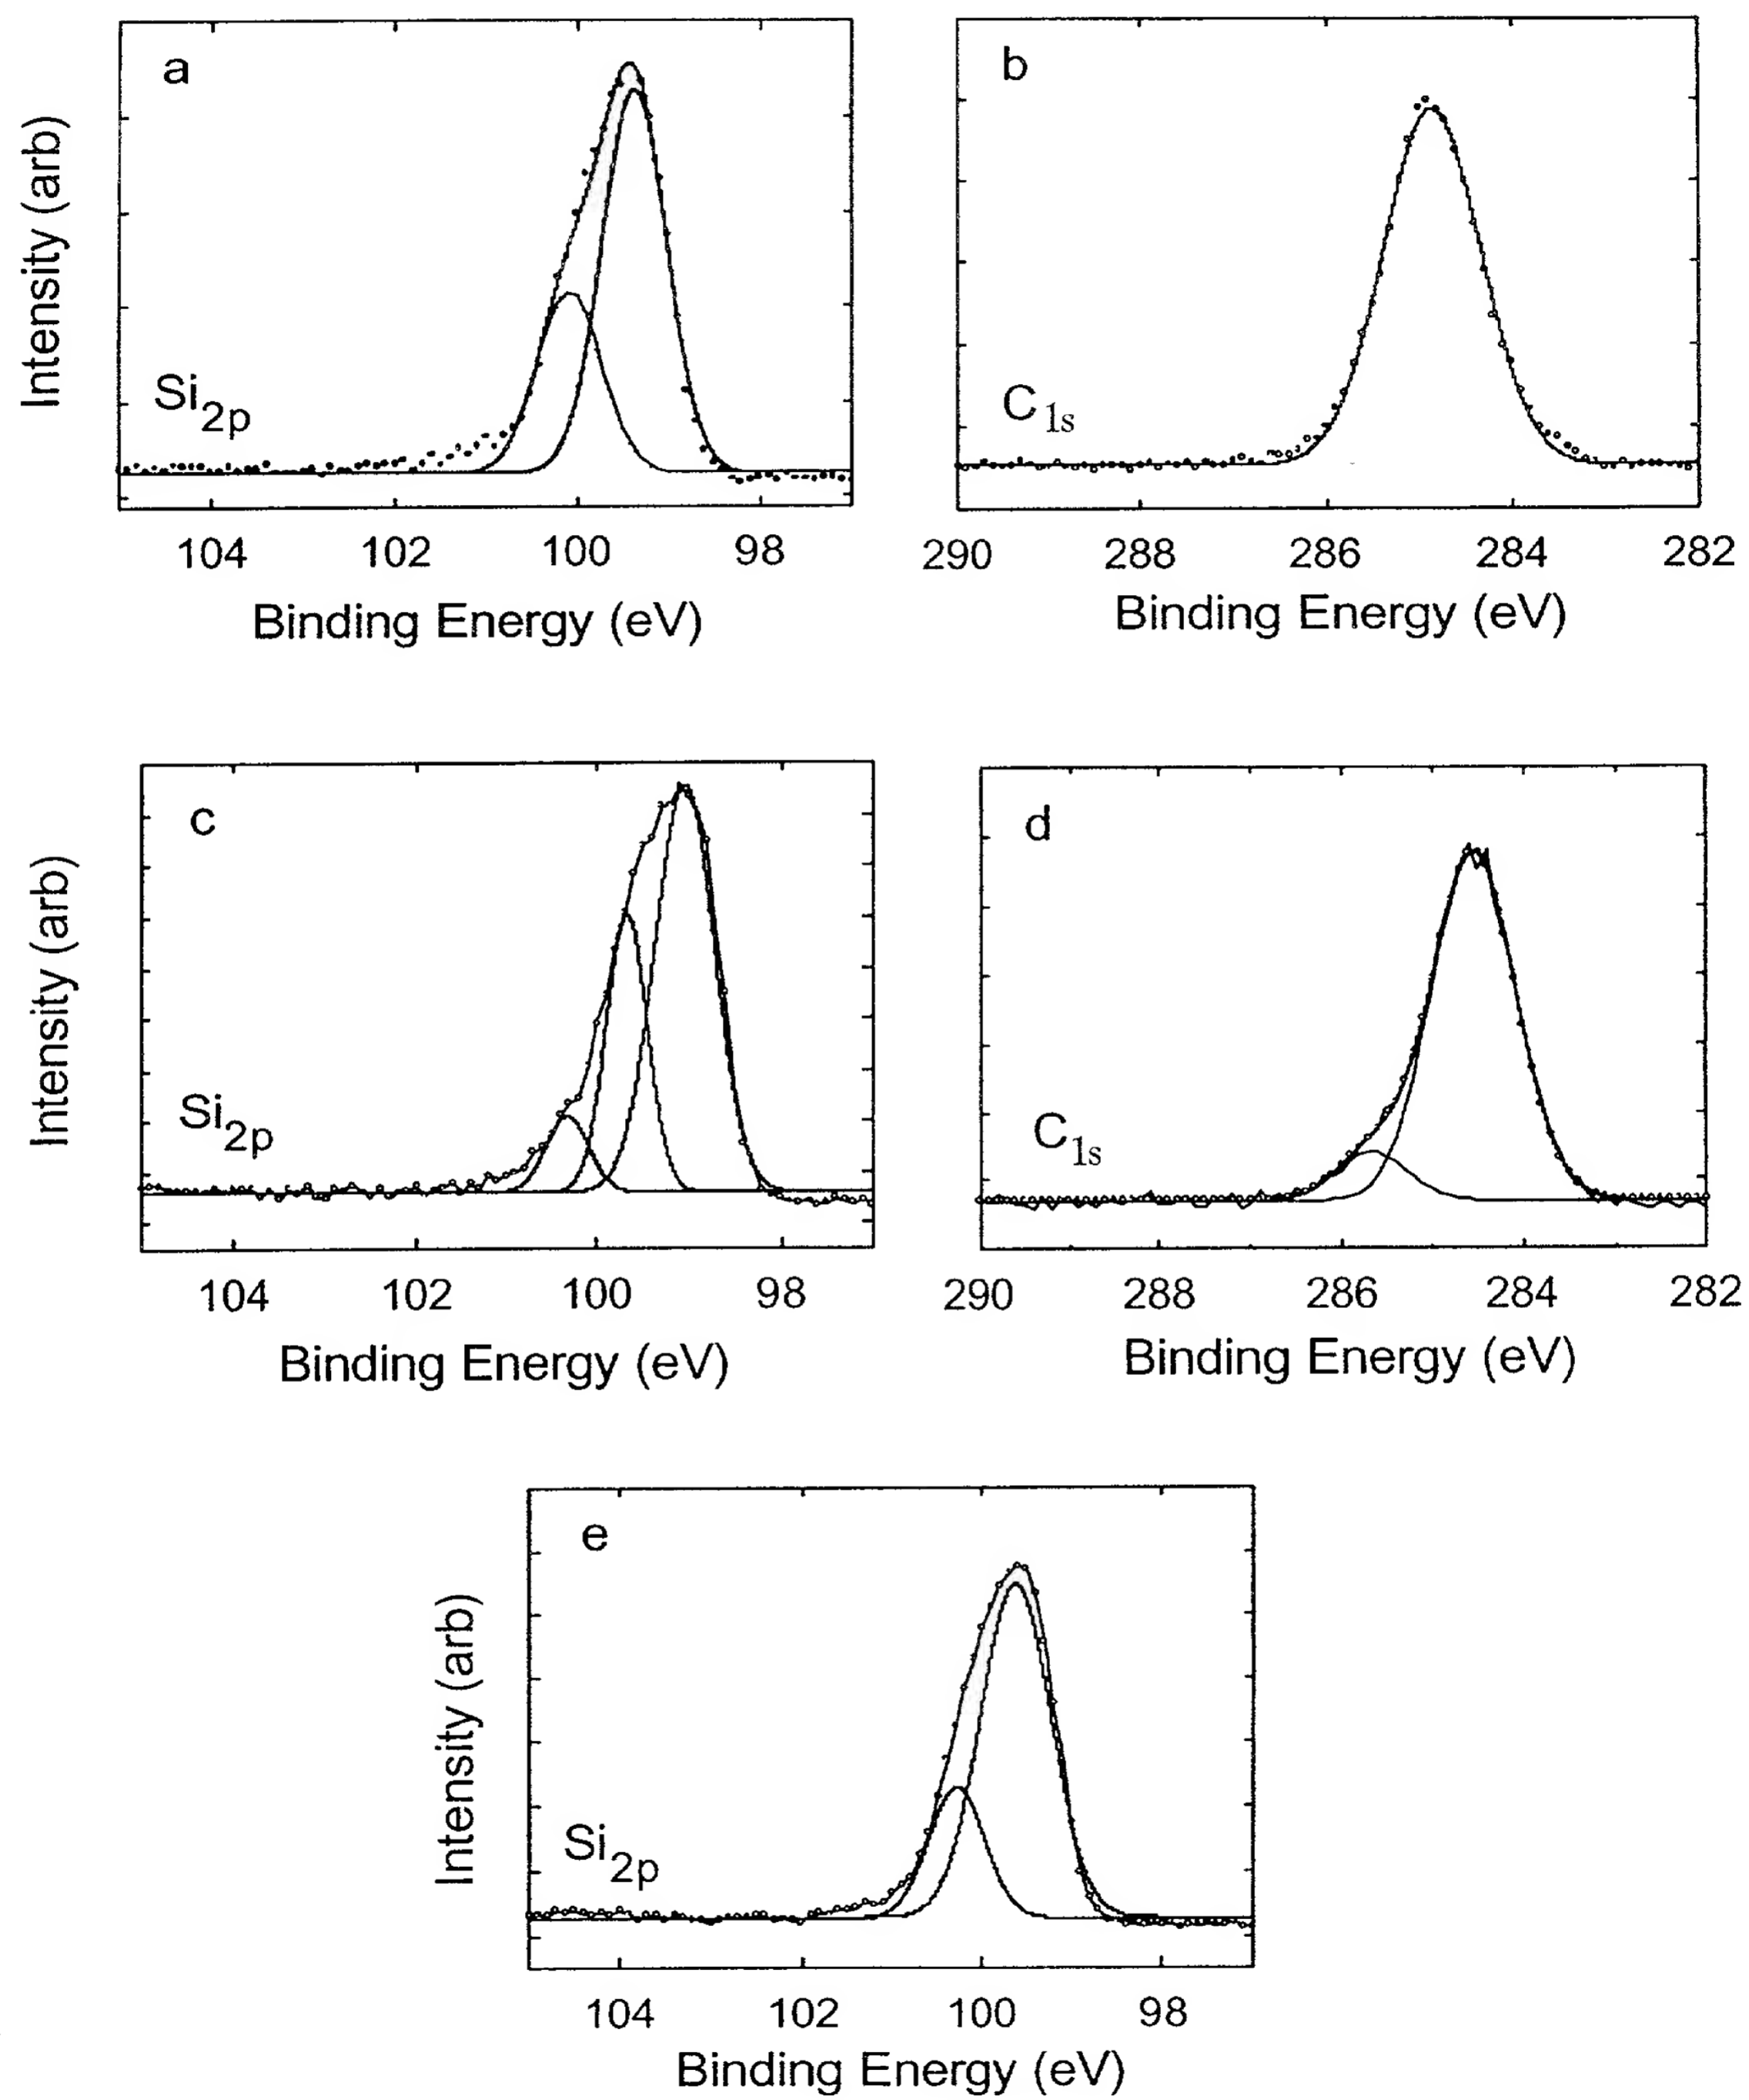 a
Intensity (arb)
Si2p
104 102 100 98
Binding Energy (eV)
b
C1s
290 288 286 284 282
Binding Energy (eV)
c
Intensity (arb)
Si2p
104 102 100 98
Binding Energy (eV)
d
C1s
290 288 286 284 282
Binding Energy (eV)
e
Intensity (arb)
Si2p
104 102 100 98
Binding Energy (eV)